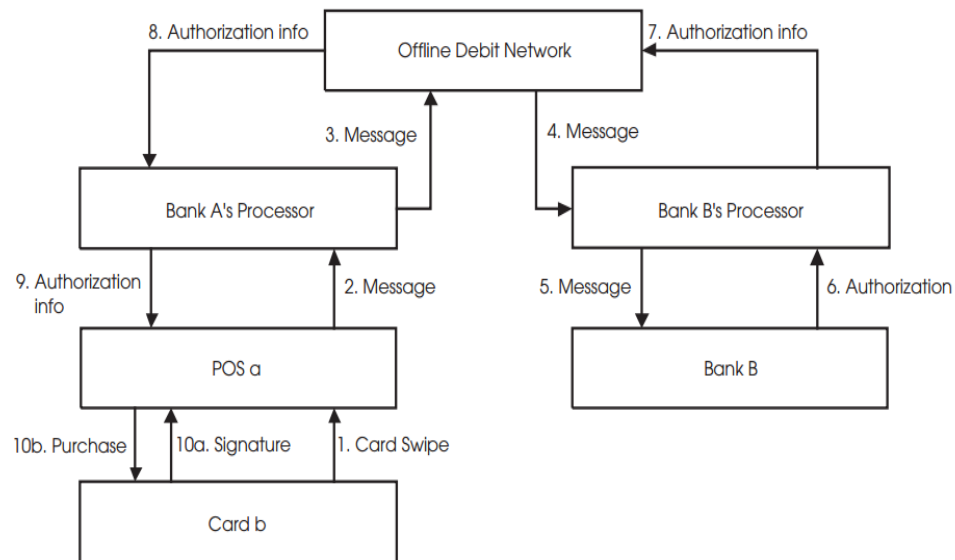 8. Authorization info
Offline Debit Network
7. Authorization info
3. Message
4. Message
Bank A's Processor
Bank B's Processor
9. Authorization
info
2. Message
5. Message
6. Authorization
POS a
Bank B
10b. Purchase
10a. Signature
1. Card Swipe
Card b